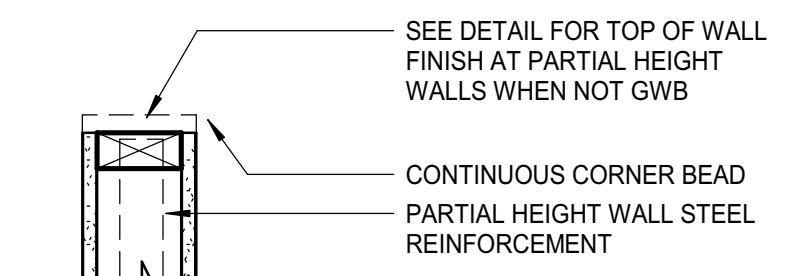 SEE DETAIL FOR TOP OF WALL
FINISH AT PARTIAL HEIGHT
WALLS WHEN NOT GWB
CONTINUOUS CORNER BEAD
PARTIAL HEIGHT WALL STEEL
REINFORCEMENT